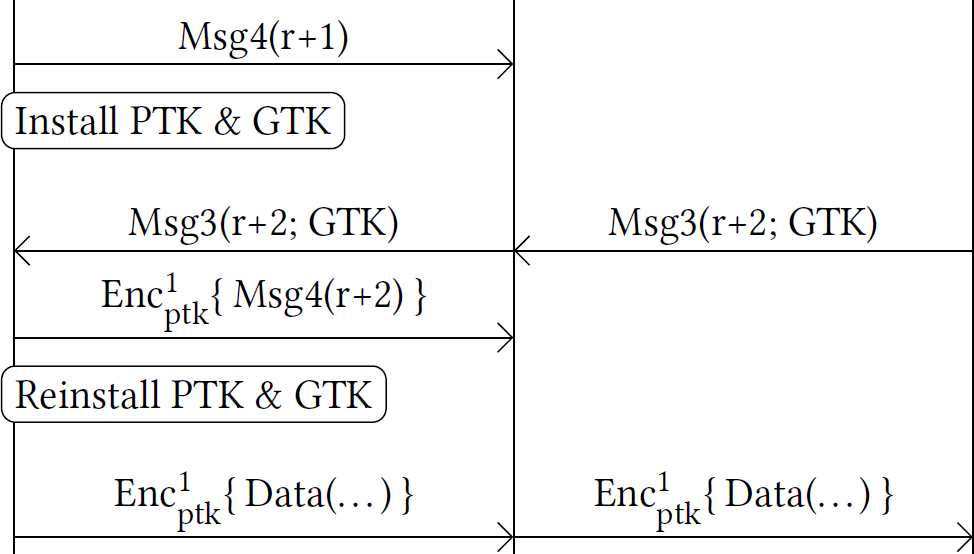 Msg4(r+1)
Install PTK & GTK
Msg3(r+2; GTK) Msg3(r+2; GTK)
Enc¹ptk{ Msg4(r+2) }
Reinstall PTK & GTK
Enc¹ptk{ Data(…) } Enc¹ptk{ Data(…) }